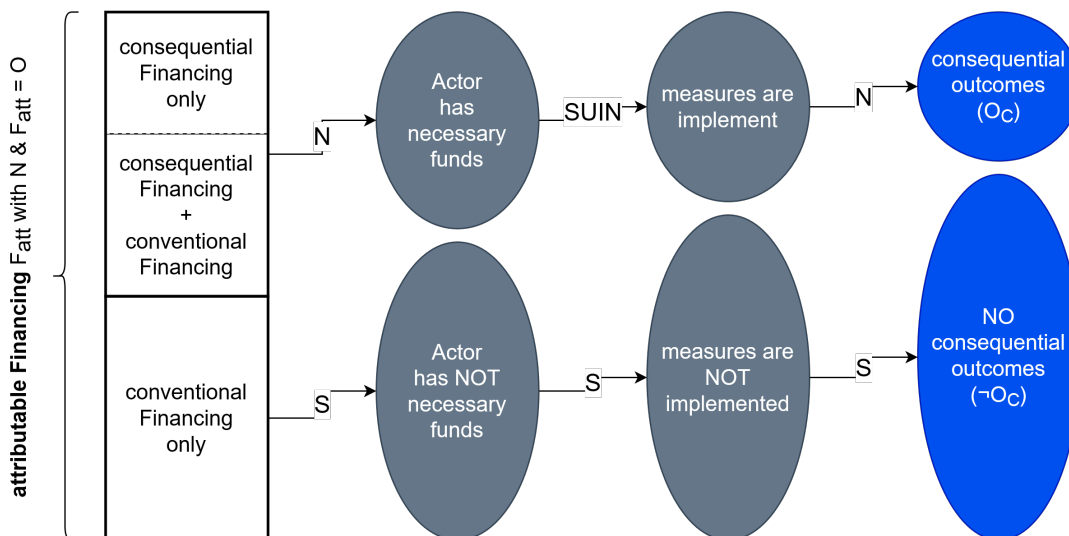 attributable Financing Fatt with N & Fatt = O
consequential
Financing
only
consequential
Financing
+
conventional
Financing
conventional
Financing
only
N
Actor
has
necessary
funds
SUIN
measures are
implement
N
consequential
outcomes
(OC)
S
Actor
has NOT
necessary
funds
S
measures are
NOT
implemented
S
NO
consequential
outcomes
(¬OC)